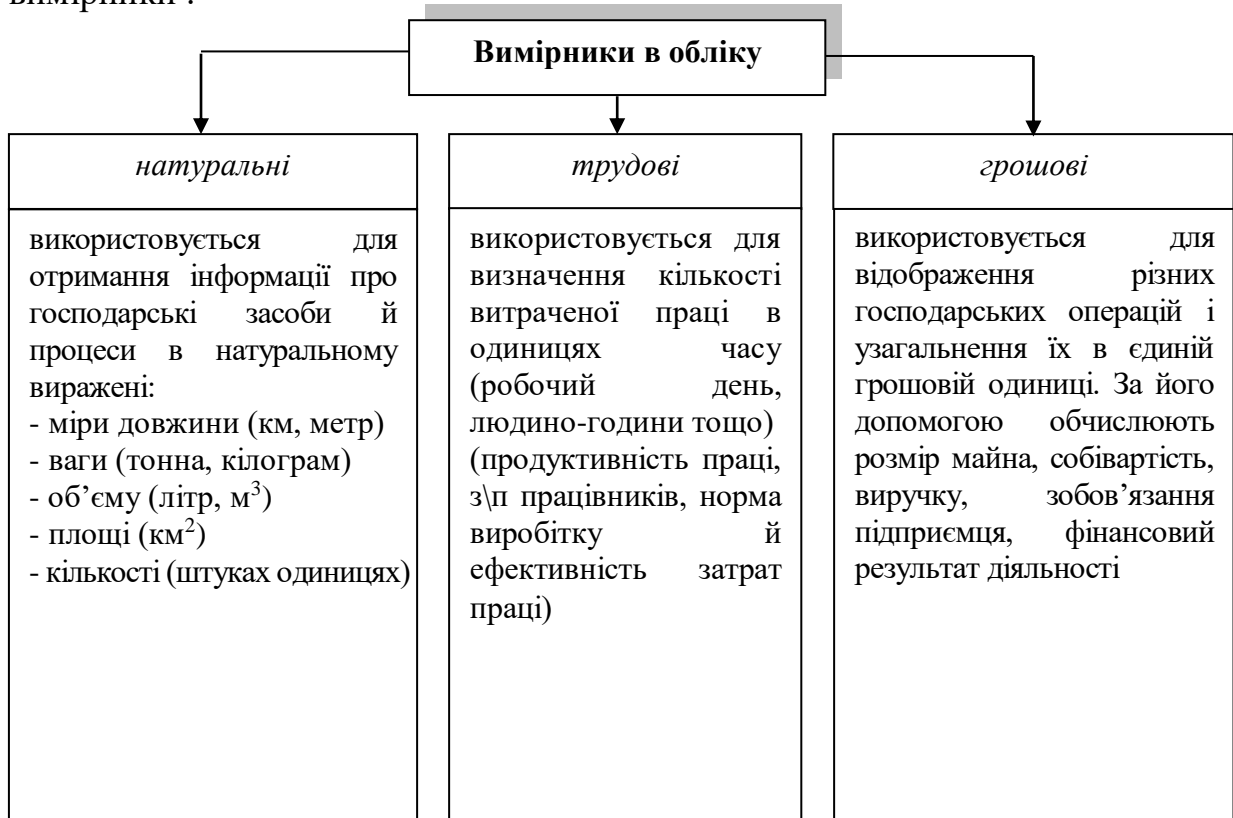 вимірники .
Вимірники в обліку
натуральні
використовується для
отримання інформації про
господарські засоби й
процеси в натуральному
виражені:
- міри довжини (км, метр)
- ваги (тонна, кілограм)
- об’єму (літр, м³)
- площі (км²)
- кількості (штуках одиницях)
трудові
використовується для
визначення кількості
витраченої праці в
одиницях часу
(робочий день,
людино-години тощо)
(продуктивність праці,
з\п працівників, норма
виробітку й
ефективність затрат
праці)
грошові
використовується для
відображення різних
господарських операцій і
узагальнення їх в єдиній
грошовій одиниці. За його
допомогою обчислюють
розмір майна, собівартість,
виручку, зобов’язання
підприємця, фінансовий
результат діяльності